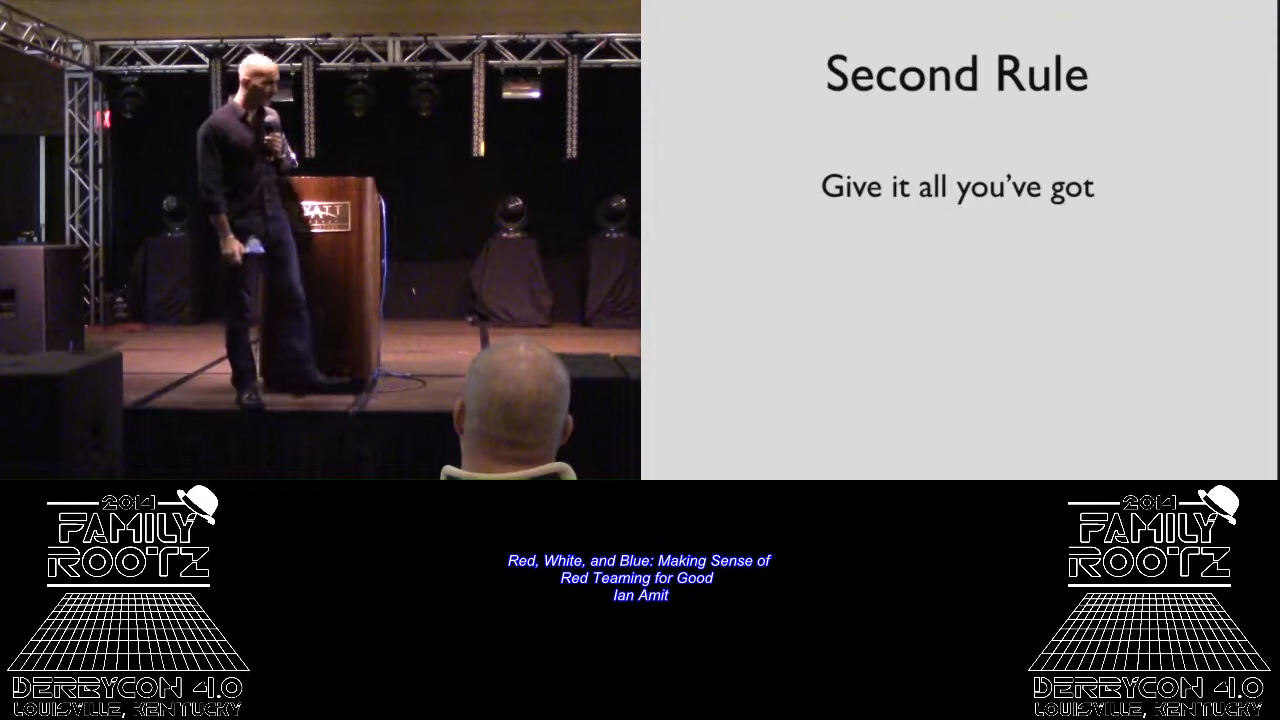 Second Rule
Give it all you've got
Red, White, and Blue: Making Sense of
Red Teaming for Good
Ian Amit
2014
FAMILY
ROOTZ
DERBYCON 4.0
LOUISVILLE, KENTUCKY
2014
FAMILY
ROOTZ
DERBYCON 4.0
LOUISVILLE, KENTUCKY